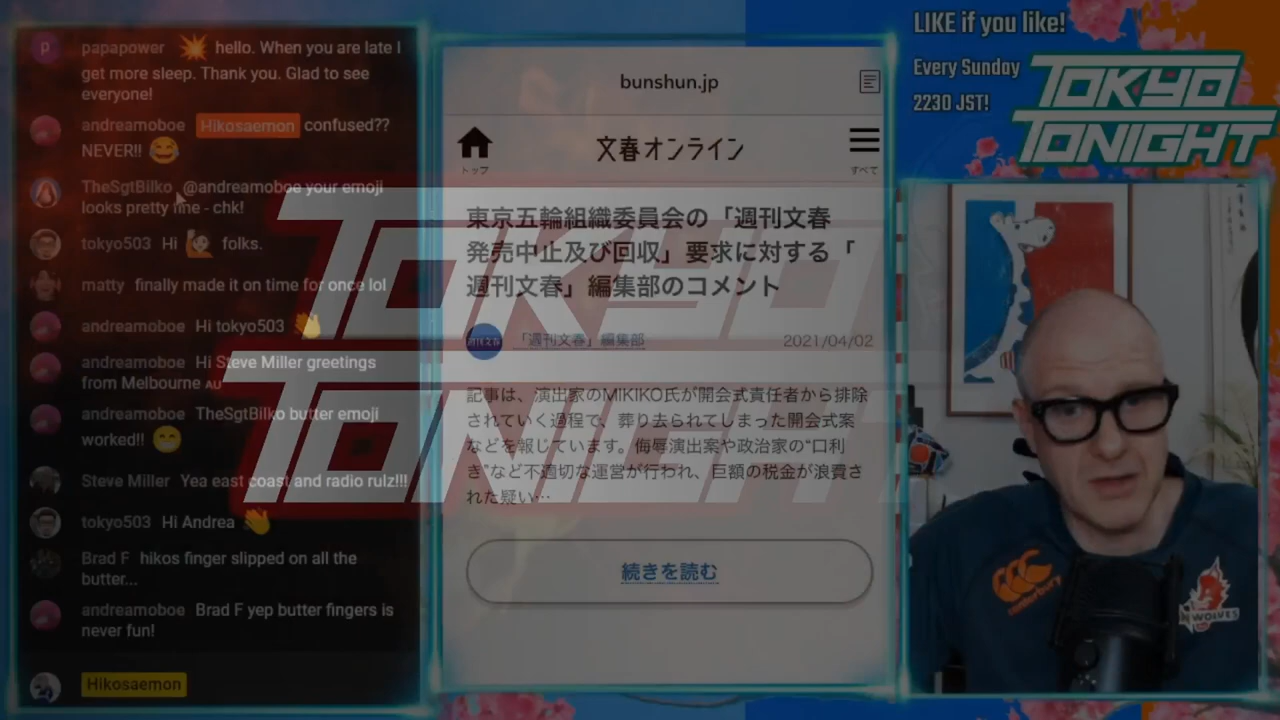 papapower 💥 hello. When you are late I
get more sleep. Thank you. Glad to see
everyone!
andreamoboe Hikosaemon confused??
NEVER!! 😂
TheSgtBilko @andreamoboe your emoji
looks pretty me - chk!
tokyo503 Hi 🙋 folks.
matty finally made it on time for once lol
andreamoboe Hi tokyo503 👋
andreamoboe Hi Steve Miller greetings
from Melbourne AU
andreamoboe TheSgtBilko butter emoji
worked!! 😁
Steve Miller Yea east coast and radio rulz!!!
tokyo503 Hi Andrea 👋
Brad F hikos finger slipped on all the
butter...
andreamoboe Brad F yep butter fingers is
never fun!
Hikosaemon
bunshun.jp
トップ
文春オンライン
すべて
東京五輪組織委員会の「週刊文春
発売中止及び回収」要求に対する「
週刊文春」編集部のコメント
週刊文春 「週刊文春」編集部 2021/04/02
記事は、演出家のMIKIKO氏が開会式責任者から排除
されていく過程で、葬り去られてしまった開会式案
などを報じています。侮辱演出案や政治家の“口利
き”など不適切な運営が行われ、巨額の税金が浪費さ
れた疑い…
続きを読む
TOKYO
TONIGHT
LIKE if you like!
Every Sunday
2230 JST!
TOKYO
TONIGHT
canterbury
WOLVES